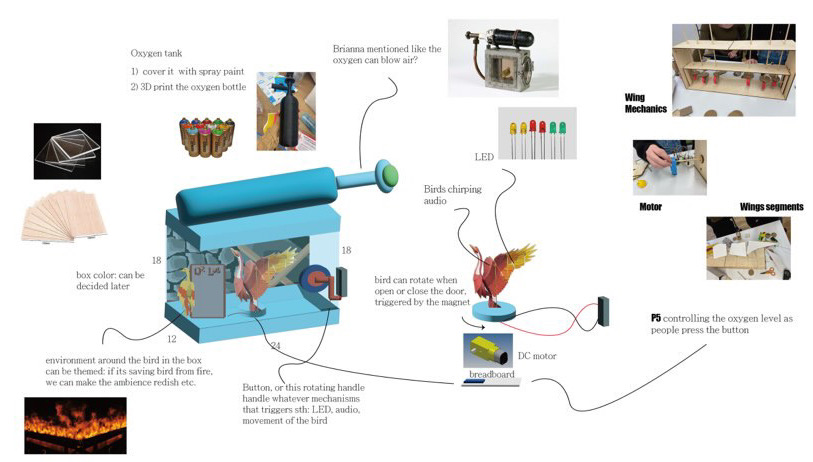 Oxygen tank
1) cover it with spray paint
2) 3D print the oxygen bottle
Brianna mentioned like the
oxygen can blow air?
Wing
Mechanics
LED
Birds chirping
audio
Motor
Wings segments
18
18
box color: can be
decided later
bird can rotate when
open or close the door,
triggered by the magnet
P5 controlling the oxygen level as
people press the button
12
24
DC motor
breadboard
environment around the bird in the box
can be themed: if its saving bird from fire,
we can make the ambience redish etc.
Button, or this rotating handle
handle whatever mechanisms
that triggers sth: LED, audio,
movement of the bird